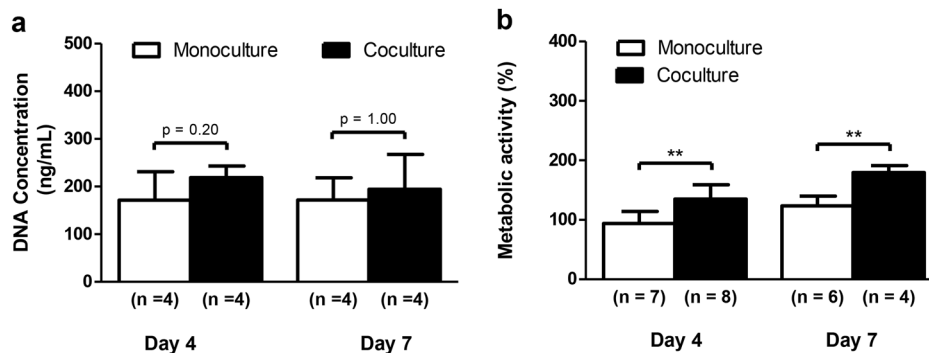 a
500
400
300
200
100
0
DNA Concentration
(ng/mL)
Monoculture
Coculture
p = 0.20
p = 1.00
(n =4) (n =4) (n =4) (n =4)
Day 4 Day 7
b
400
300
200
100
0
Metabolic activity (%)
Monoculture
Coculture
**
**
(n = 7) (n = 8) (n = 6) (n = 4)
Day 4 Day 7